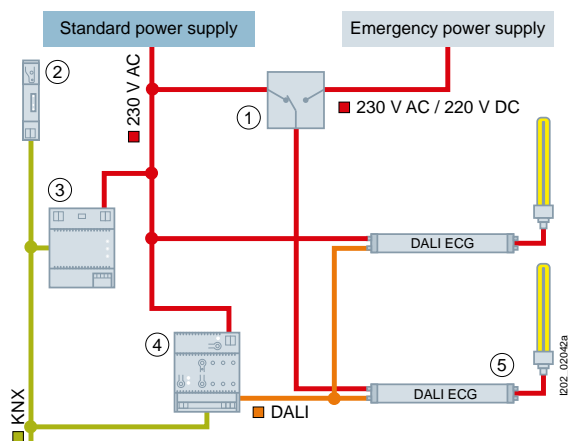 Standard power supply
Emergency power supply
2
230 V AC
1
230 V AC / 220 V DC
3
DALI ECG
4
5
I202_02042a
DALI ECG
KNX
DALI